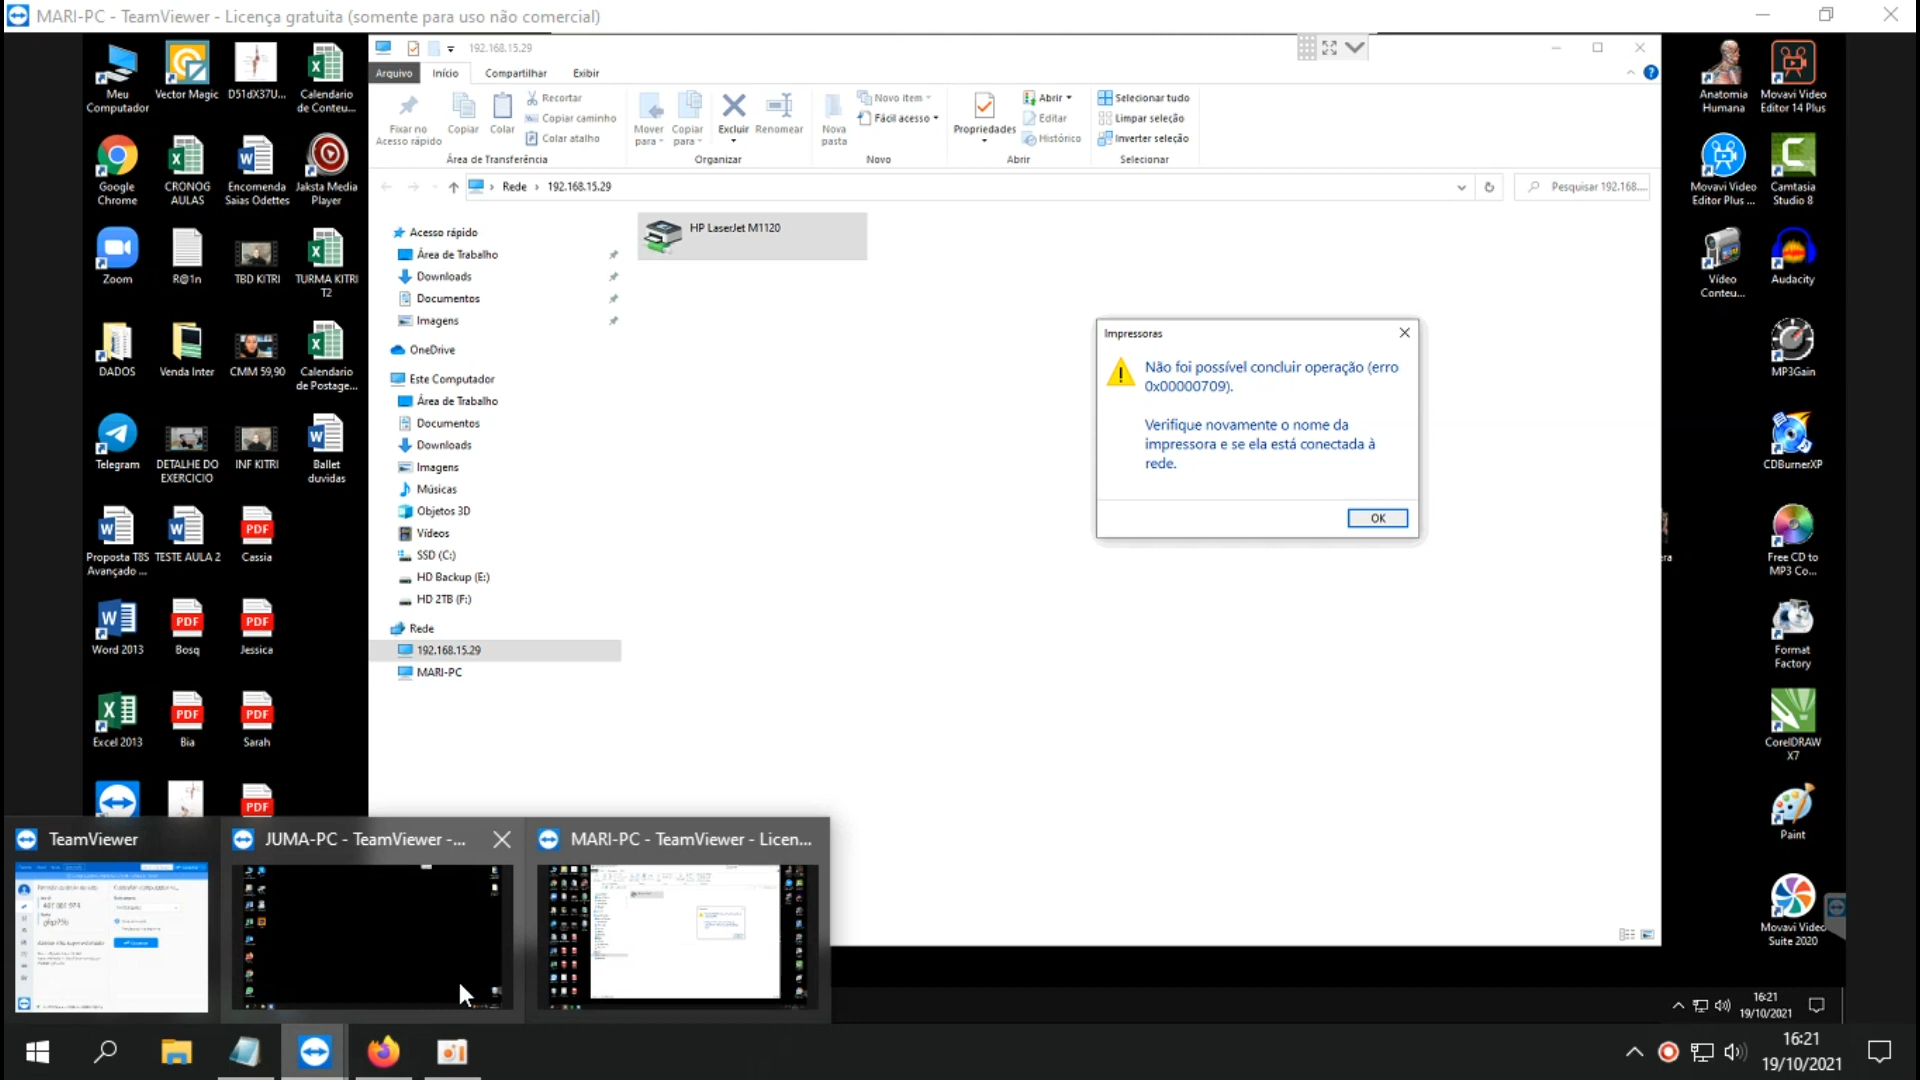 MARI-PC - TeamViewer - Licença gratuita (somente para uso não comercial)
192.168.15.29
Arquivo
Início
Compartilhar
Exibir
Fixar no
Acesso rápido
Copiar
Colar
Recortar
Copiar caminho
Colar atalho
Área de Transferência
Mover
para
Copiar
para
Excluir
Renomear
Organizar
Nova
pasta
Novo item
Fácil acesso
Novo
Propriedades
Abrir
Editar
Histórico
Abrir
Selecionar tudo
Limpar seleção
Inverter seleção
Selecionar
Rede
192.168.15.29
Pesquisar 192.168....
Acesso rápido
Área de Trabalho
Downloads
Documentos
Imagens
OneDrive
Este Computador
Área de Trabalho
Documentos
Downloads
Imagens
Músicas
Objetos 3D
Vídeos
SSD (C:)
HD Backup (E:)
HD 2TB (F:)
Rede
192.168.15.29
MARI-PC
HP LaserJet M1120
Impressoras
Não foi possível concluir operação (erro
0x00000709).
Verifique novamente o nome da
impressora e se ela está conectada à
rede.
OK
Meu
Computador
Vector Magic
D51dX37U...
Calendario
de Conteu...
Google
Chrome
CRONOG
AULAS
Encomenda
Saias Odettes
Jaksta Media
Player
Zoom
R@1n
TBD KITRI
TURMA KITRI
T2
DADOS
Venda Inter
CMM 59,90
Calendario
de Postage...
Telegram
DETALHE DO
EXERCICIO
INF KITRI
Ballet
duvidas
Proposta TBS
Avançado ...
TESTE AULA 2
Cassia
Word 2013
Bosq
Jessica
Excel 2013
Bia
Sarah
Anatomia
Humana
Movavi Video
Editor 14 Plus
Movavi Video
Editor Plus ...
Camtasia
Studio 8
Vídeo
Conteu...
Audacity
MP3Gain
CDBurnerXP
Free CD to
MP3 Co...
Format
Factory
CorelDRAW
X7
Paint
Movavi Video
Suite 2020
TeamViewer
JUMA-PC - TeamViewer -...
MARI-PC - TeamViewer - Licen...
16:21
19/10/2021
16:21
19/10/2021